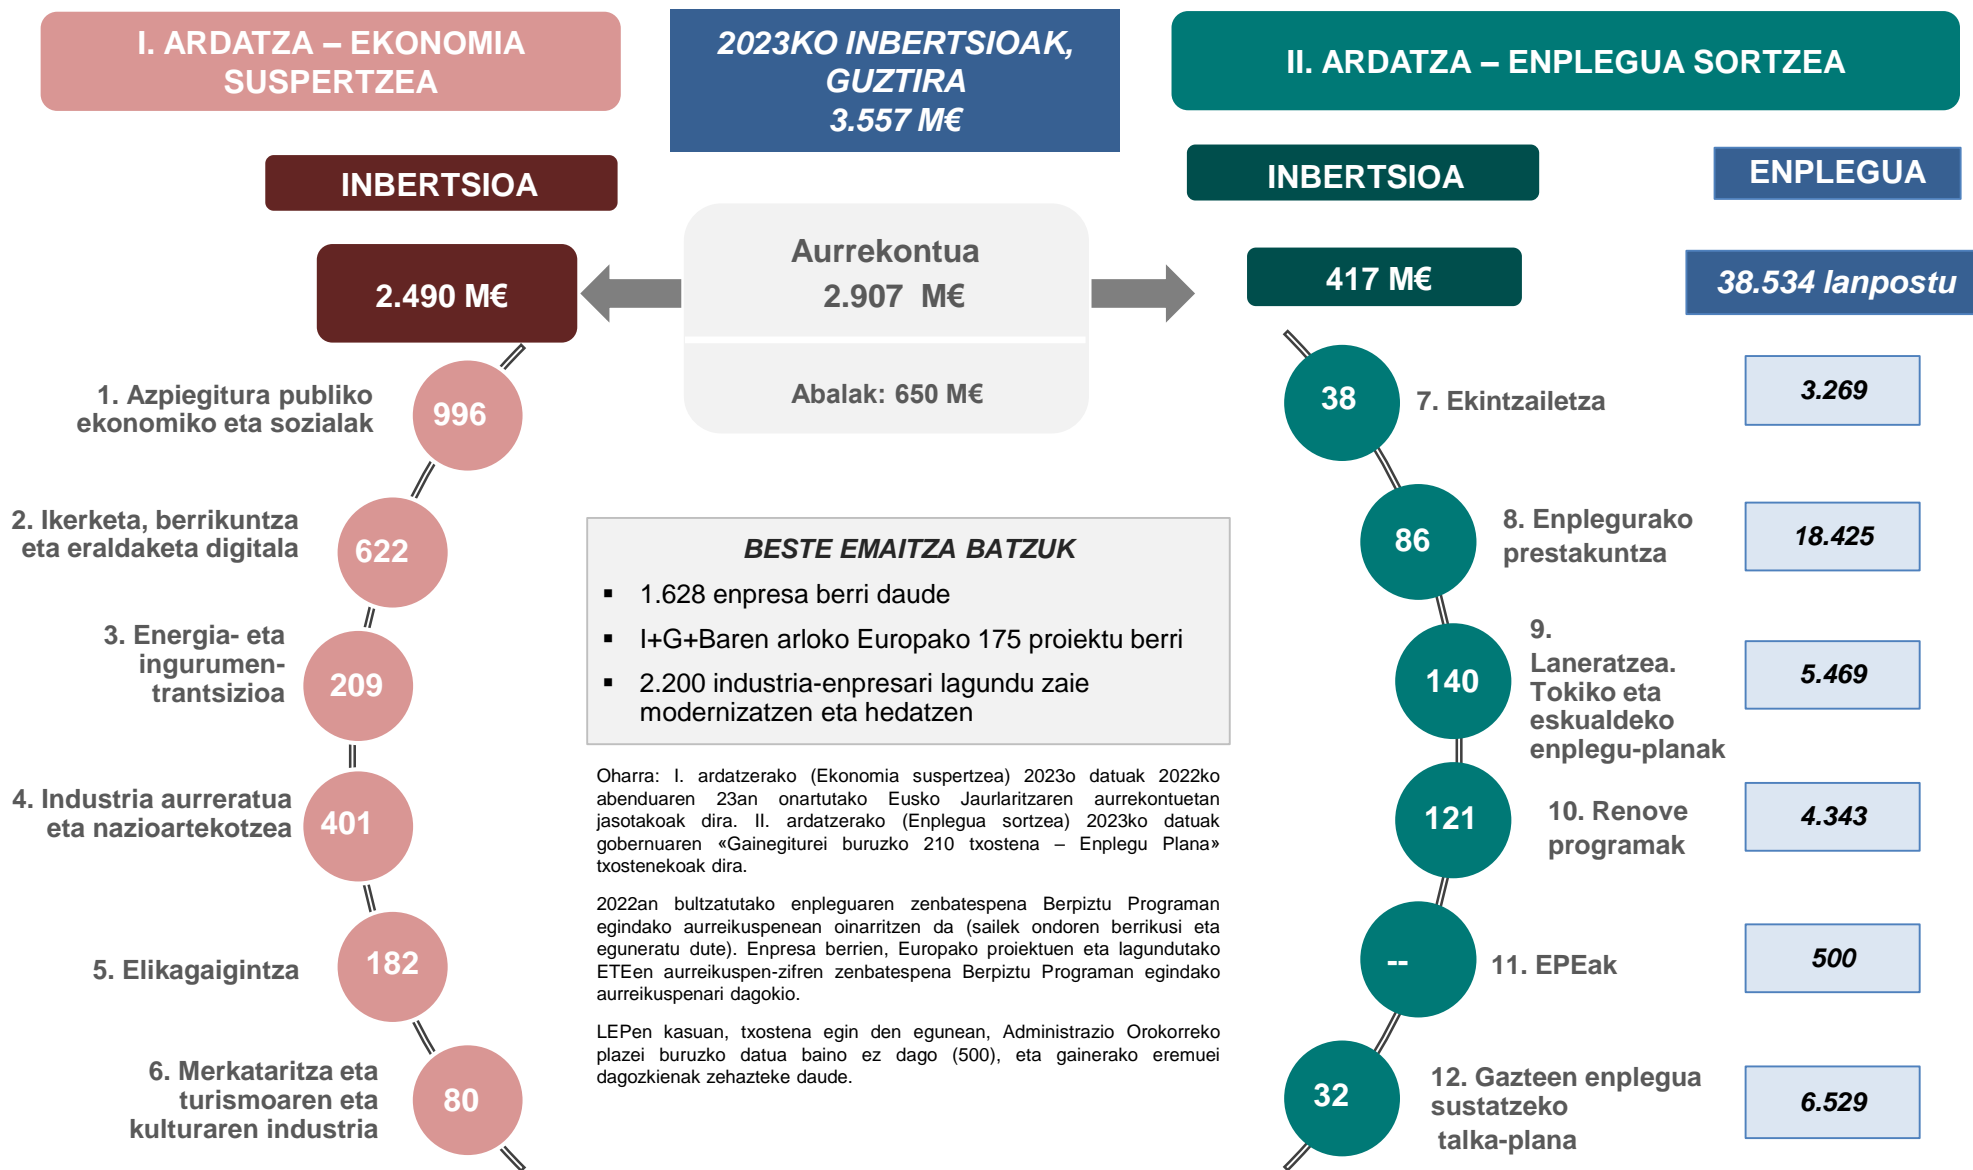 I. ARDATZA – EKONOMIA
SUSPERTZEA
2023KO INBERTSIOAK,
GUZTIRA
3.557 M€
II. ARDATZA – ENPLEGUA SORTZEA
INBERTSIOA
INBERTSIOA
ENPLEGUA
2.490 M€
Aurrekontua
2.907 M€
Abalak: 650 M€
417 M€
38.534 lanpostu
1. Azpiegitura publiko
ekonomiko eta sozialak
996
2. Ikerketa, berrikuntza
eta eraldaketa digitala
622
3. Energia- eta
ingurumen-
trantsizioa
209
4. Industria aurreratua
eta nazioartekotzea
401
5. Elikagaigintza
182
6. Merkataritza eta
turismoaren eta
kulturaren industria
80
BESTE EMAITZA BATZUK
▪ 1.628 enpresa berri daude
▪ I+G+Baren arloko Europako 175 proiektu berri
▪ 2.200 industria-enpresari lagundu zaie
modernizatzen eta hedatzen
Oharra: I. ardatzerako (Ekonomia suspertzea) 2023o datuak 2022ko
abenduaren 23an onartutako Eusko Jaurlaritzaren aurrekontuetan
jasotakoak dira. II. ardatzerako (Enplegua sortzea) 2023ko datuak
gobernuaren «Gainegiturei buruzko 210 txostena – Enplegu Plana»
txostenekoak dira.
2022an bultzatutako enpleguaren zenbatespena Berpiztu Programan
egindako aurreikuspenean oinarritzen da (sailek ondoren berrikusi eta
eguneratu dute). Enpresa berrien, Europako proiektuen eta lagundutako
ETEen aurreikuspen-zifren zenbatespena Berpiztu Programan egindako
aurreikuspenari dagokio.
LEPen kasuan, txostena egin den egunean, Administrazio Orokorreko
plazei buruzko datua baino ez dago (500), eta gainerako eremuei
dagozkienak zehazteke daude.
38
7. Ekintzailetza
3.269
86
8. Enplegurako
prestakuntza
18.425
140
9.
Laneratzea.
Tokiko eta
eskualdeko
enplegu-planak
5.469
121
10. Renove
programak
4.343
--
11. EPEak
500
32
12. Gazteen enplegua
sustatzeko
talka-plana
6.529